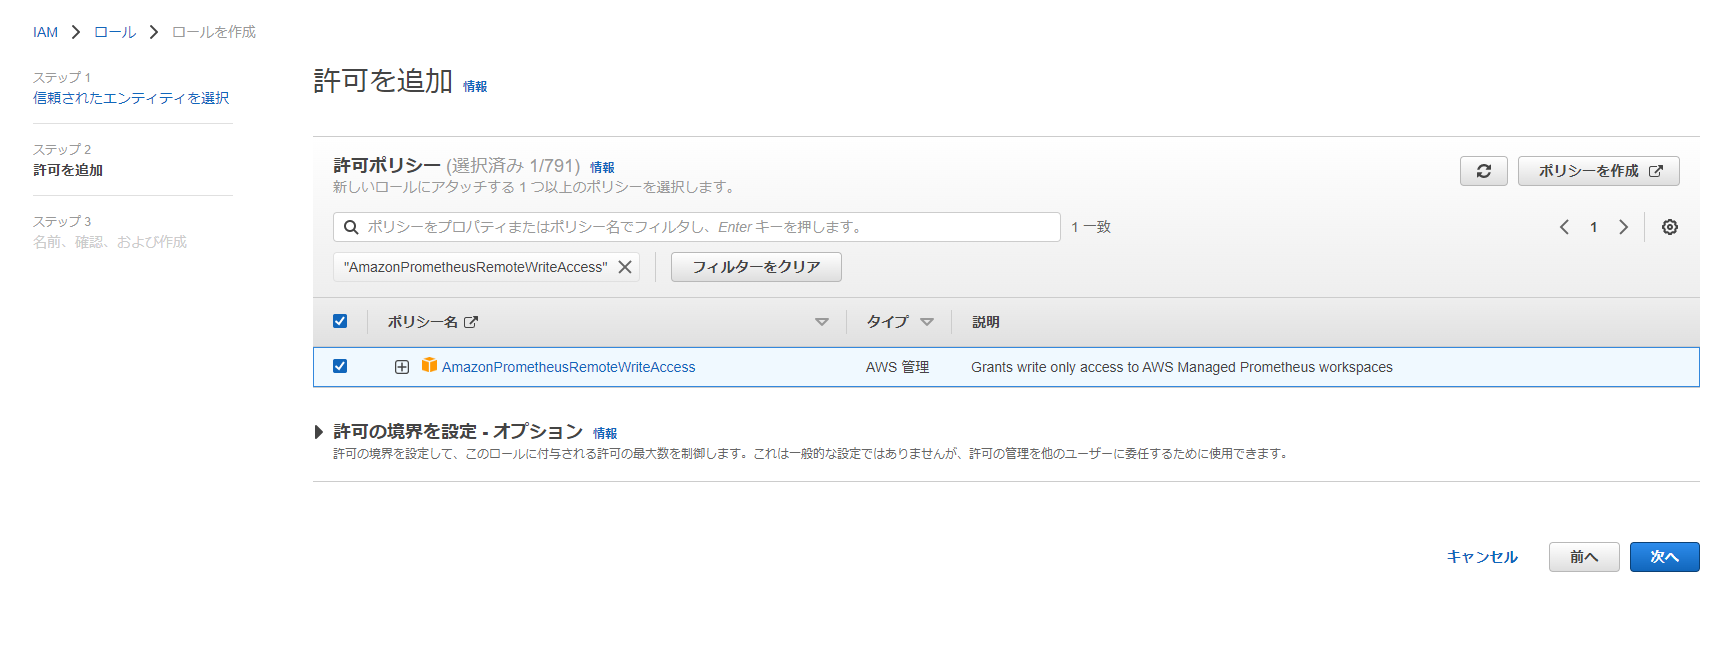 IAM ロール ロールを作成
ステップ 1
信頼されたエンティティを選択
ステップ 2
許可を追加
ステップ 3
名前、確認、および作成
許可を追加 情報
許可ポリシー (選択済み 1/791) 情報
新しいロールにアタッチする 1 つ以上のポリシーを選択します。
ポリシーを作成
ポリシーをプロパティまたはポリシー名でフィルタし、Enter キーを押します。
1 一致
1
"AmazonPrometheusRemoteWriteAccess"
フィルターをクリア
ポリシー名 タイプ 説明
AmazonPrometheusRemoteWriteAccess AWS 管理 Grants write only access to AWS Managed Prometheus workspaces
許可の境界を設定 - オプション 情報
許可の境界を設定して、このロールに付与される許可の最大数を制御します。これは一般的な設定ではありませんが、許可の管理を他のユーザーに委任するために使用できます。
キャンセル 前へ 次へ